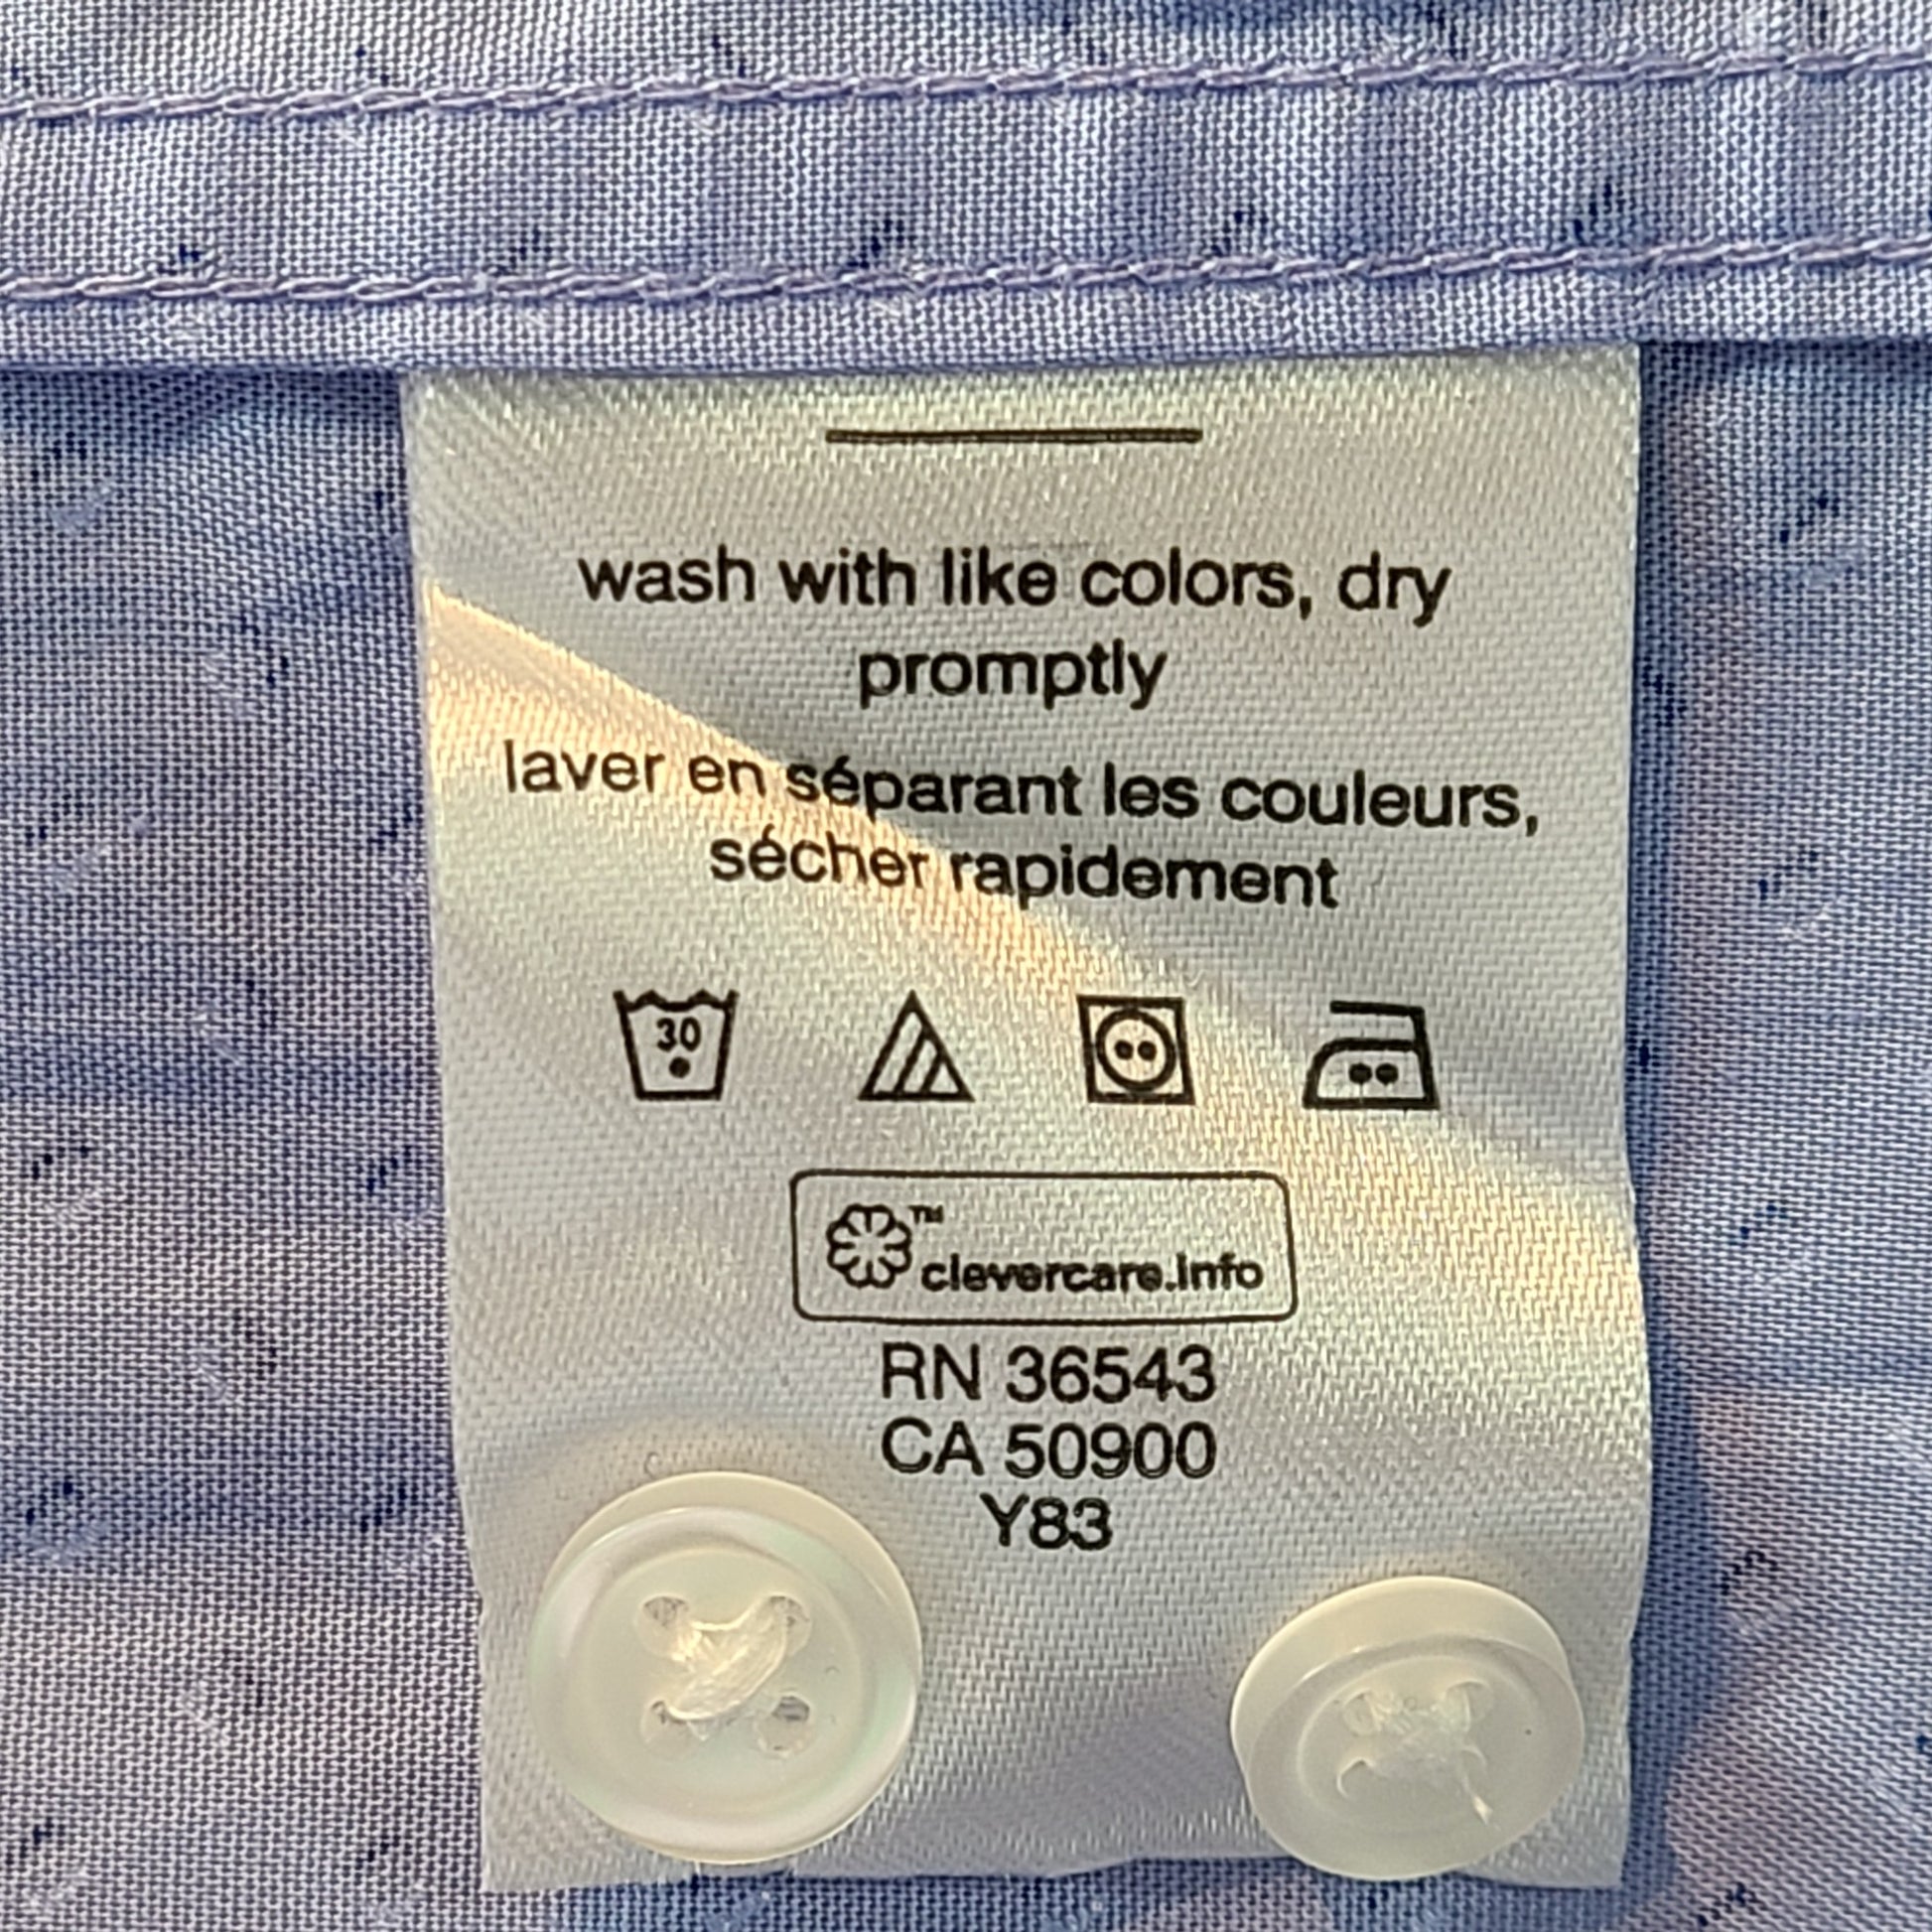 wash with like colors, dry
promptly
laver en séparant les couleurs,
sécher rapidement
30
™
clevercare.info
RN 36543
CA 50900
Y83